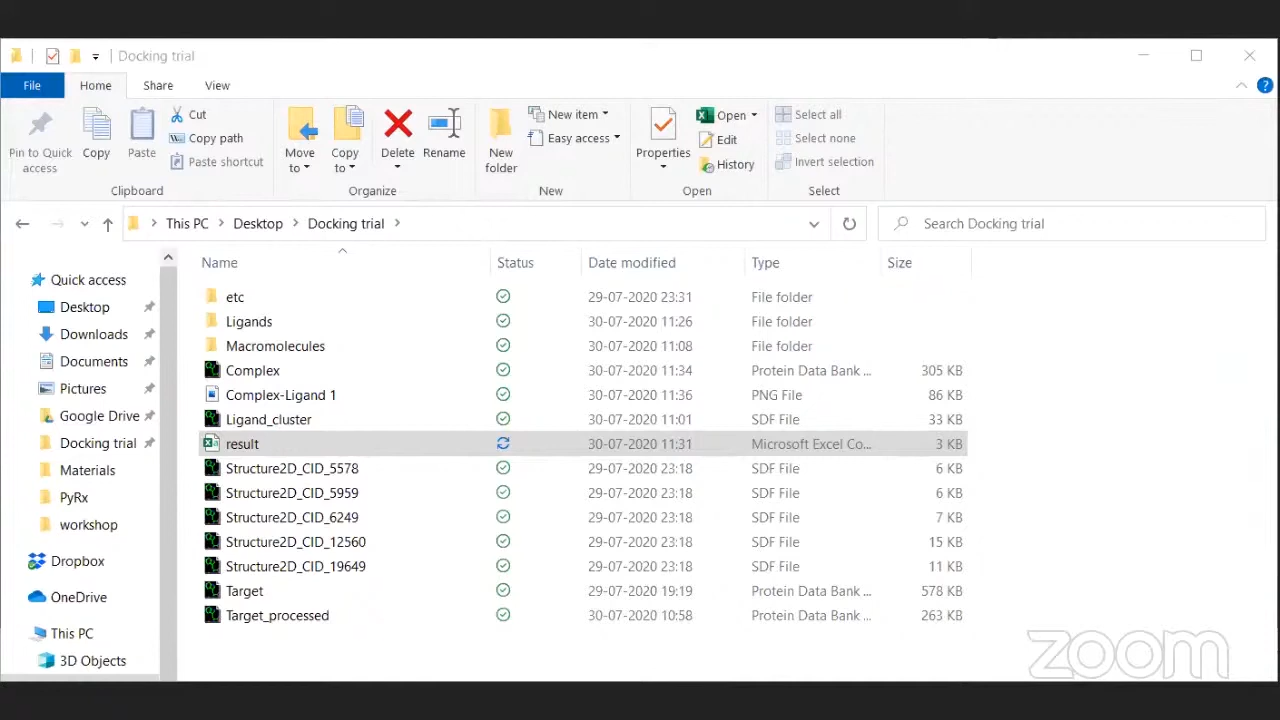 Docking trial
File Home Share View
Pin to Quick access
Copy
Paste
Cut
Copy path
Paste shortcut
Clipboard
Move to
Copy to
Delete
Rename
Organize
New folder
New item
Easy access
New
Properties
Open
Edit
History
Open
Select all
Select none
Invert selection
Select
This PC Desktop Docking trial
Search Docking trial
Quick access
Desktop
Downloads
Documents
Pictures
Google Drive
Docking trial
Materials
PyRx
workshop
Dropbox
OneDrive
This PC
3D Objects
Name Status Date modified Type Size
etc 29-07-2020 23:31 File folder
Ligands 30-07-2020 11:26 File folder
Macromolecules 30-07-2020 11:08 File folder
Complex 30-07-2020 11:34 Protein Data Bank ... 305 KB
Complex-Ligand 1 30-07-2020 11:36 PNG File 86 KB
Ligand_cluster 30-07-2020 11:01 SDF File 33 KB
result 30-07-2020 11:31 Microsoft Excel Co... 3 KB
Structure2D_CID_5578 29-07-2020 23:18 SDF File 6 KB
Structure2D_CID_5959 29-07-2020 23:18 SDF File 6 KB
Structure2D_CID_6249 29-07-2020 23:18 SDF File 7 KB
Structure2D_CID_12560 29-07-2020 23:18 SDF File 15 KB
Structure2D_CID_19649 29-07-2020 23:18 SDF File 11 KB
Target 29-07-2020 19:19 Protein Data Bank ... 578 KB
Target_processed 30-07-2020 10:58 Protein Data Bank ... 263 KB
zoom